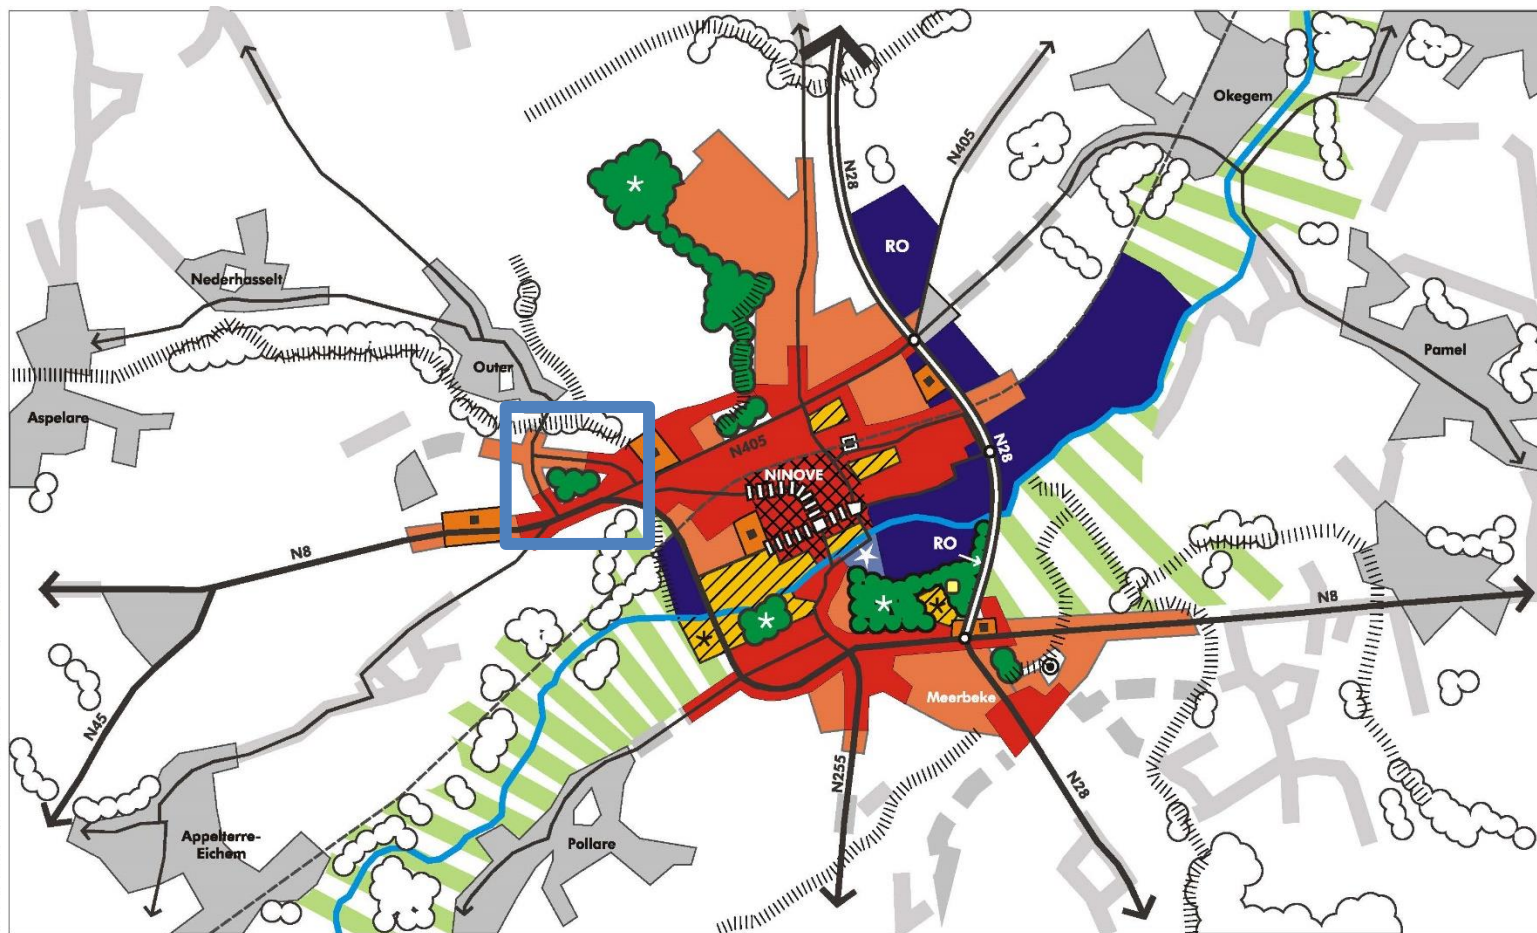 Okegem
N405
N28
RO
Nederhasselt
Outer
Pamel
Aspelare
N405
N28
NINOVE
RO
N8
N8
Meerbeke
N45
N255
N28
Appelterre-
Eichem
Pollare